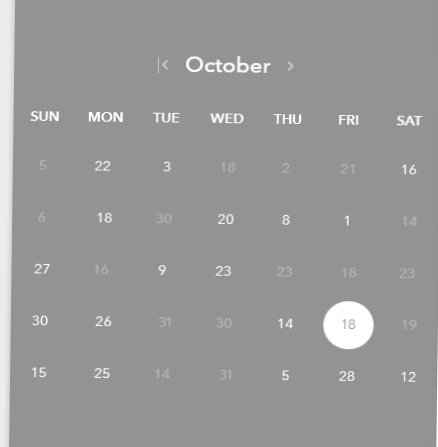 |‹ October ›
SUN MON TUE WED THU FRI SAT
5 22 3 18 2 21 16
6 18 30 20 8 1 14
27 16 9 23 23 18 23
30 26 31 30 14 18 19
15 25 14 31 5 28 12